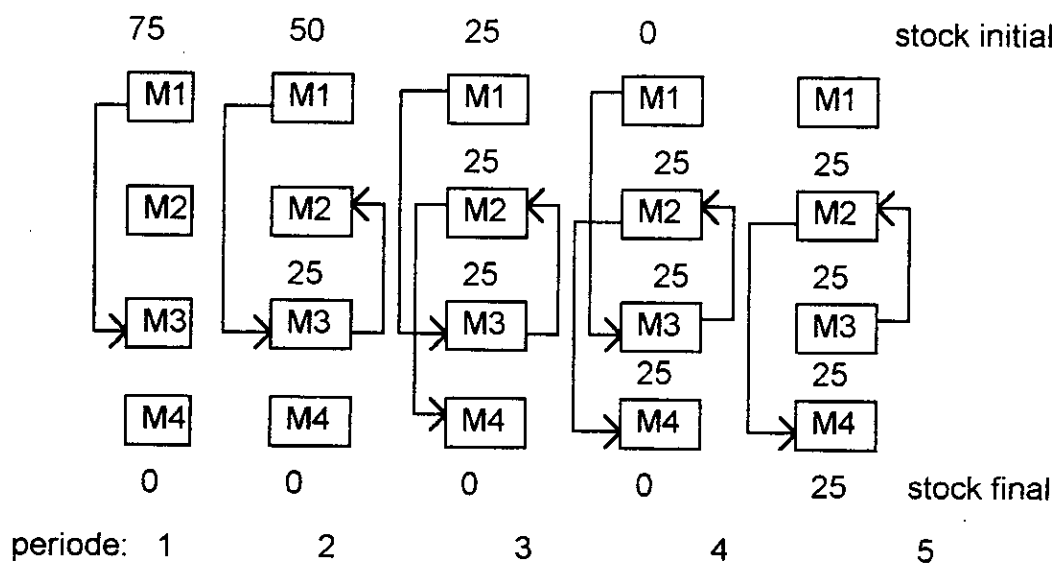 75 50 25 0 stock initial
M1 M1 M1 M1 M1
25 25 25
M2 M2 M2 M2 M2
25 25 25 25
M3 M3 M3 M3 M3
25 25
M4 M4 M4 M4 M4
0 0 0 0 25 stock final
periode: 1 2 3 4 5